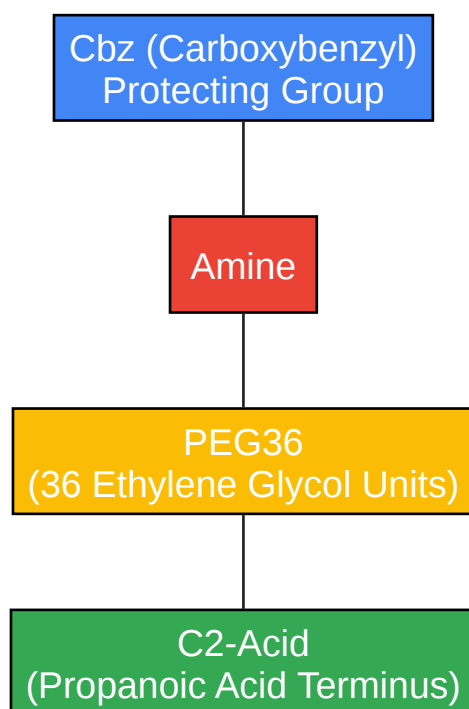 Cbz (Carboxybenzyl)
Protecting Group
Amine
PEG36
(36 Ethylene Glycol Units)
C2-Acid
(Propanoic Acid Terminus)